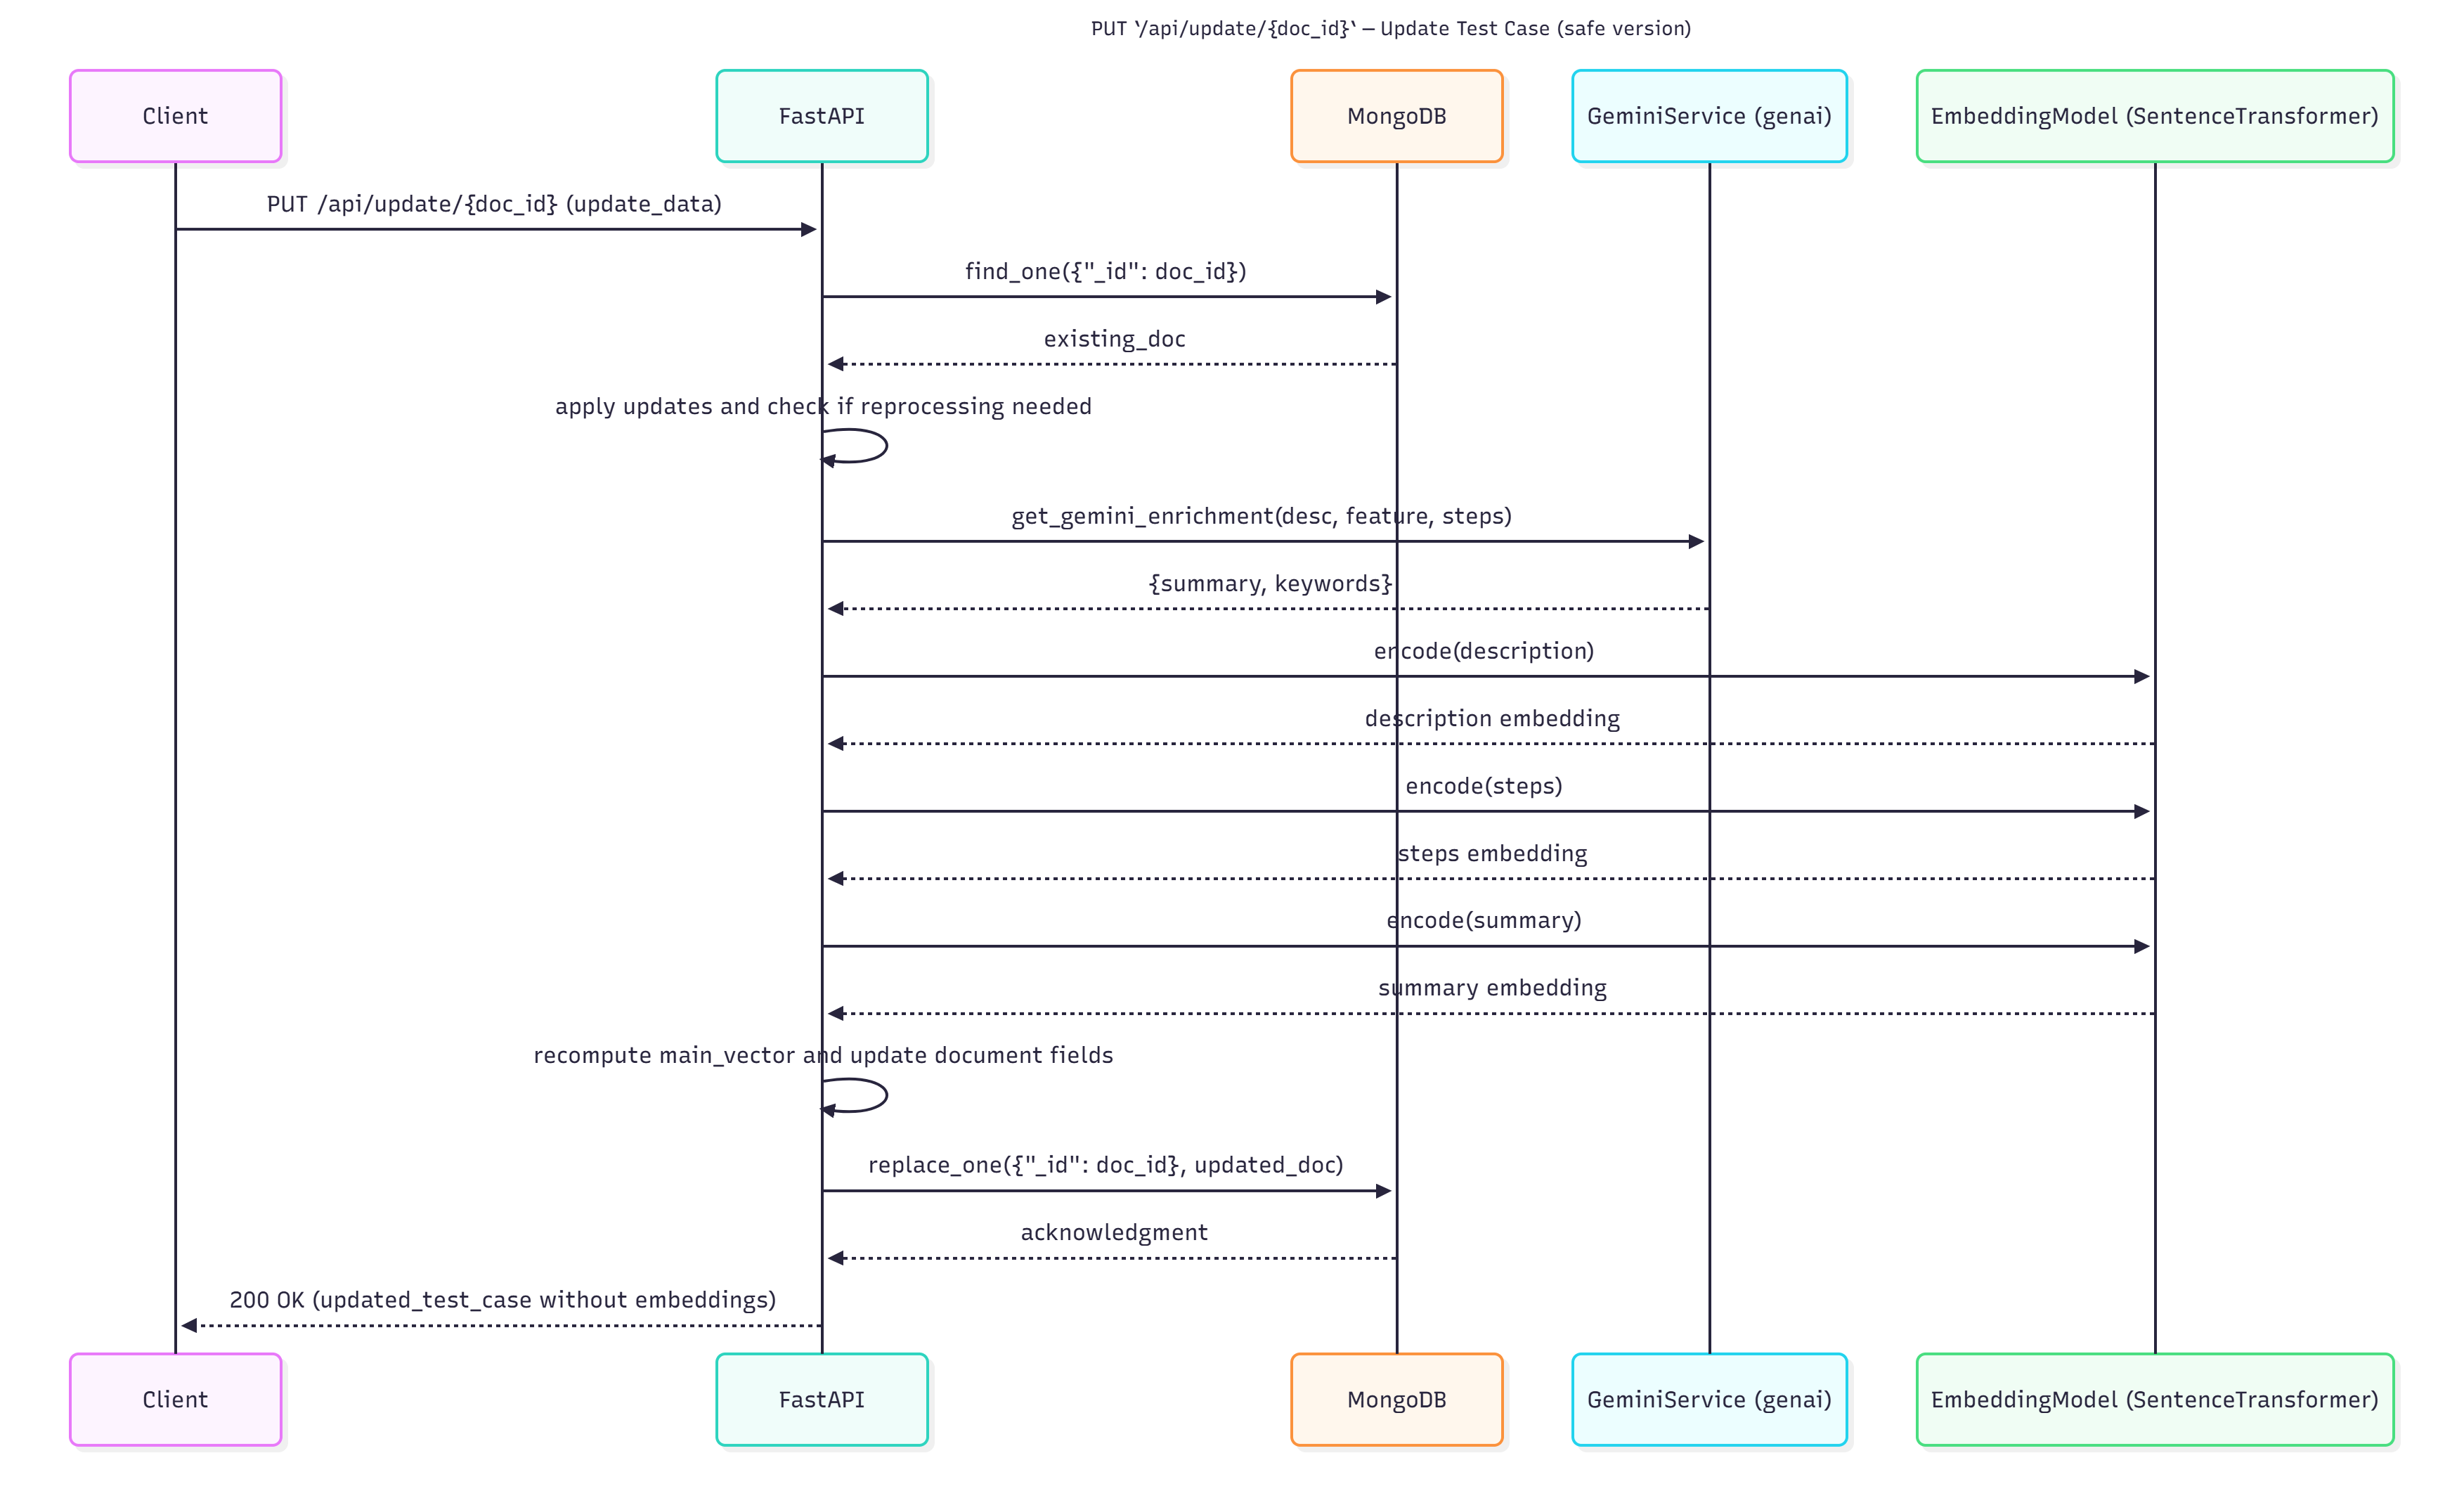 PUT '/api/update/{doc_id}' — Update Test Case (safe version)
Client
FastAPI
MongoDB
GeminiService (genai)
EmbeddingModel (SentenceTransformer)
PUT /api/update/{doc_id} (update_data)
find_one({"_id": doc_id})
existing_doc
apply updates and check if reprocessing needed
get_gemini_enrichment(desc, feature, steps)
{summary, keywords}
encode(description)
description embedding
encode(steps)
steps embedding
encode(summary)
summary embedding
recompute main_vector and update document fields
replace_one({"_id": doc_id}, updated_doc)
acknowledgment
200 OK (updated_test_case without embeddings)
Client
FastAPI
MongoDB
GeminiService (genai)
EmbeddingModel (SentenceTransformer)